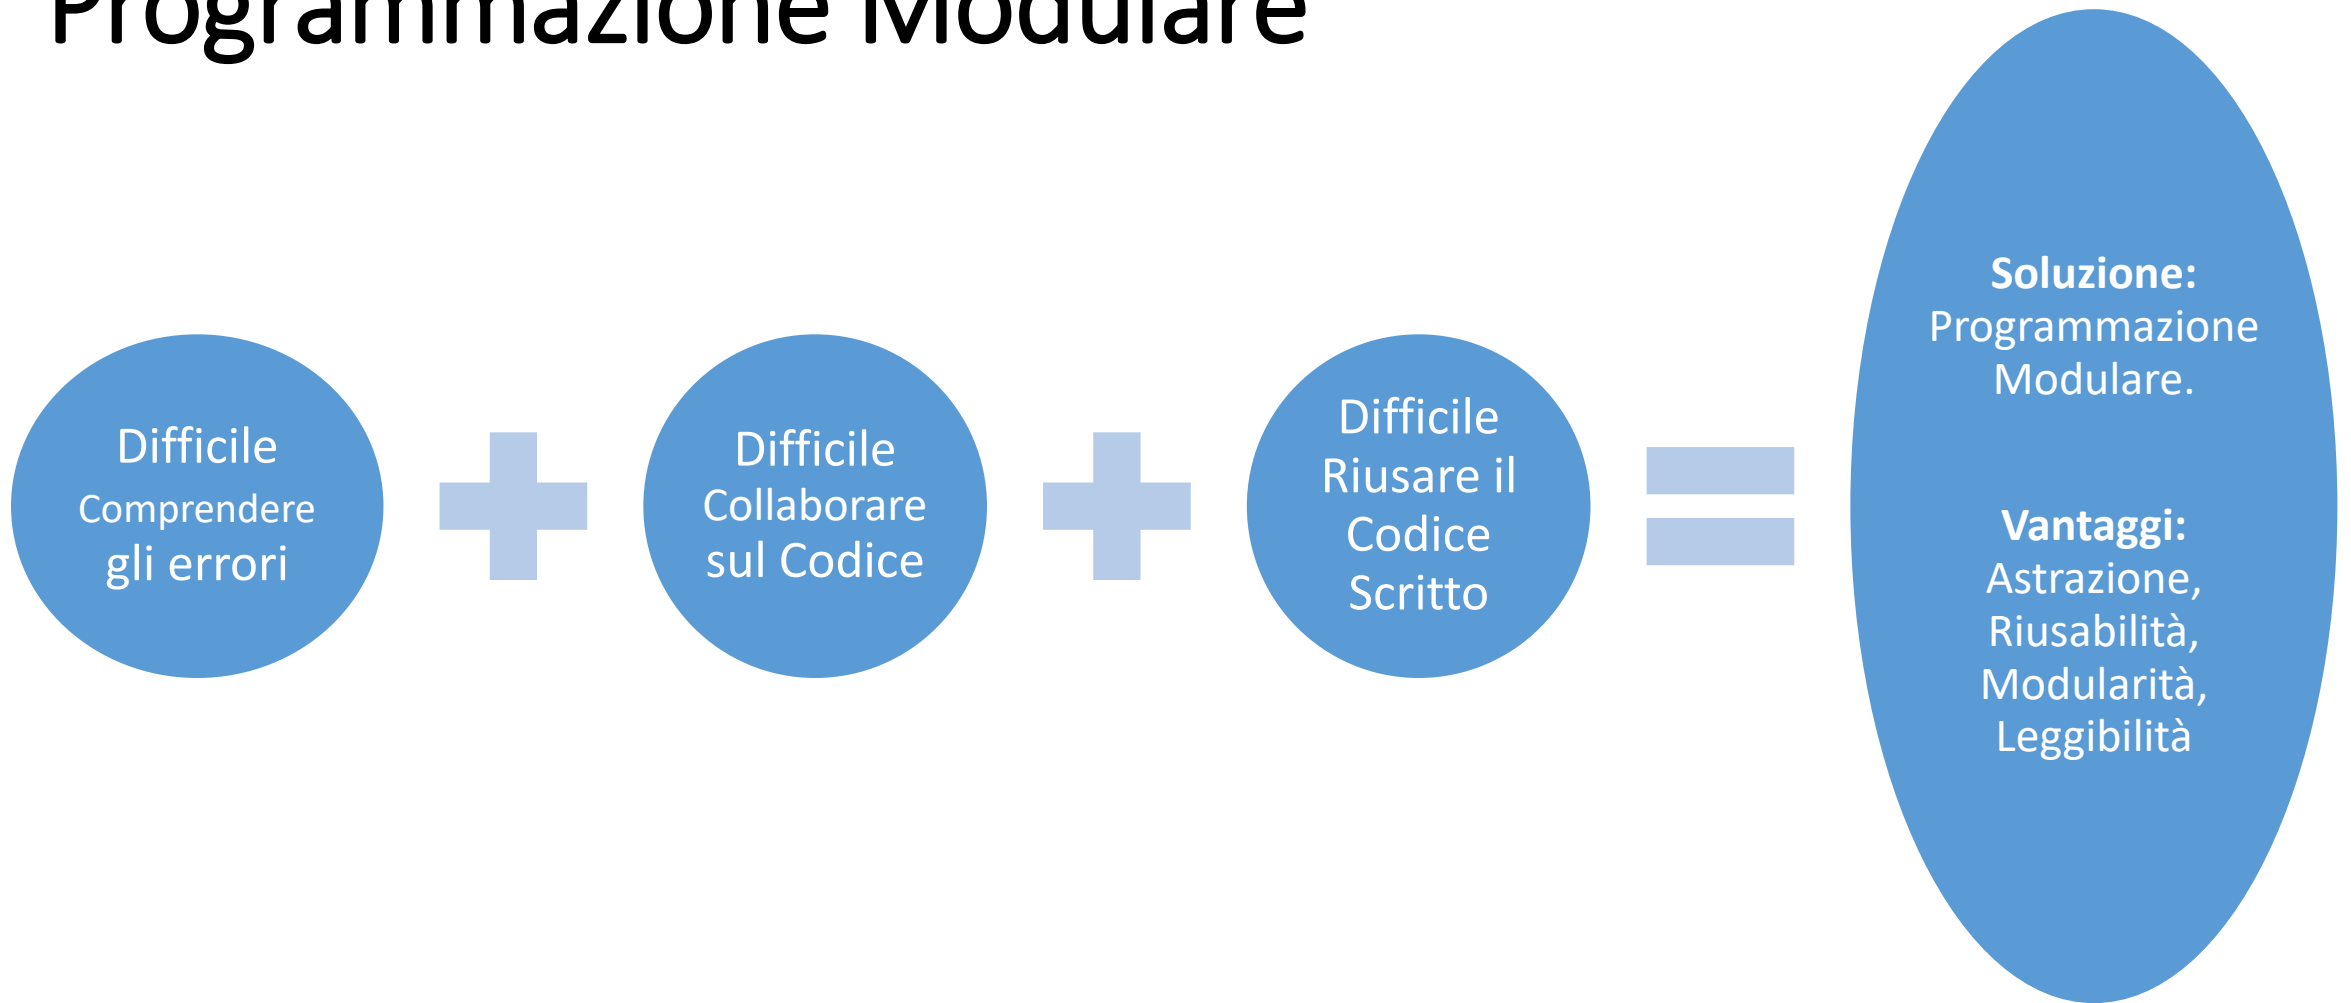 Programmazione Modulare
Difficile
Comprendere
gli errori
Difficile
Collaborare
sul Codice
Difficile
Riusare il
Codice
Scritto
Soluzione:
Programmazione
Modulare.
Vantaggi:
Astrazione,
Riusabilità,
Modularità,
Leggibilità